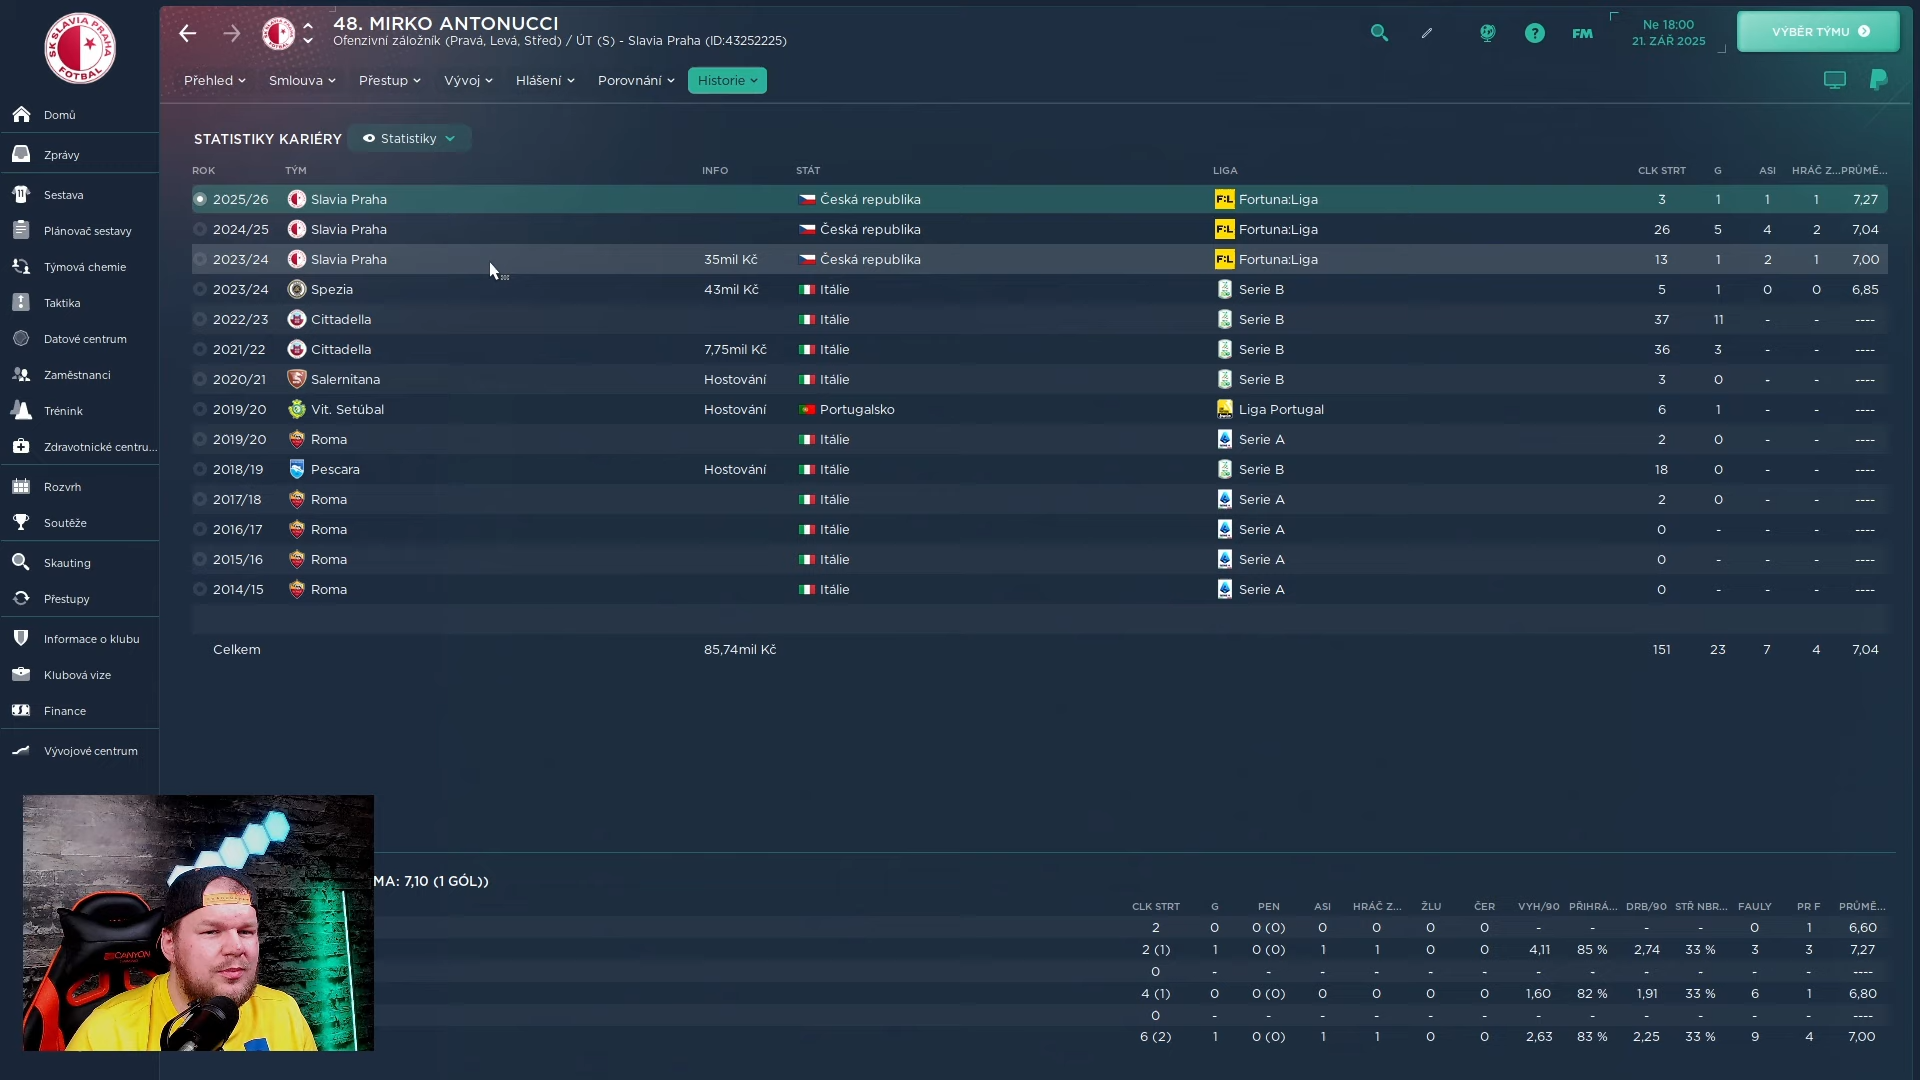 48. MIRKO ANTONUCCI
Ofenzivní záložník (Pravá, Levá, Střed) / ÚT (S) - Slavia Praha (ID:43252225)
FM
Ne 18:00
21. ZÁŘ 2025
VÝBĚR TÝMU
SK SLAVIA PRAHA
FOTBAL
Přehled Smlouva Přestup Vývoj Hlášení Porovnání Historie
Domů
Zprávy
Sestava
Plánovač sestavy
Týmová chemie
Taktika
Datové centrum
Zaměstnanci
Trénink
Zdravotnické centru...
Rozvrh
Soutěže
Skauting
Přestupy
Informace o klubu
Klubová vize
Finance
Vývojové centrum
STATISTIKY KARIÉRY Statistiky
ROK TÝM INFO STÁT LIGA CLK STRT G ASI HRÁČ Z... PRŮMĚ...
2025/26 Slavia Praha Česká republika F:L Fortuna:Liga 3 1 1 1 7,27
2024/25 Slavia Praha Česká republika F:L Fortuna:Liga 26 5 4 2 7,04
2023/24 Slavia Praha 35mil Kč Česká republika F:L Fortuna:Liga 13 1 2 1 7,00
2023/24 Spezia 43mil Kč Itálie Serie B 5 1 0 0 6,85
2022/23 Cittadella Itálie Serie B 37 11 - - ----
2021/22 Cittadella 7,75mil Kč Itálie Serie B 36 3 - - ----
2020/21 Salernitana Hostování Itálie Serie B 3 0 - - ----
2019/20 Vit. Setúbal Hostování Portugalsko Liga Portugal 6 1 - - ----
2019/20 Roma Itálie Serie A 2 0 - - ----
2018/19 Pescara Hostování Itálie Serie B 18 0 - - ----
2017/18 Roma Itálie Serie A 2 0 - - ----
2016/17 Roma Itálie Serie A 0 - - - ----
2015/16 Roma Itálie Serie A 0 - - - ----
2014/15 Roma Itálie Serie A 0 - - - ----
Celkem 85,74mil Kč 151 23 7 4 7,04
MA: 7,10 (1 GÓL))
CLK STRT G PEN ASI HRÁČ Z... ŽLU ČER VYH/90 PŘIHRÁ... DRB/90 STŘ NBR... FAULY PR F PRŮMĚ...
2 0 0 (0) 0 0 0 0 - - - - 0 1 6,60
2 (1) 1 0 (0) 1 1 0 0 4,11 85 % 2,74 33 % 3 3 7,27
0 - - - - - - - - - - - - ----
4 (1) 0 0 (0) 0 0 0 0 1,60 82 % 1,91 33 % 6 1 6,80
0 - - - - - - - - - - - - ----
6 (2) 1 0 (0) 1 1 0 0 2,63 83 % 2,25 33 % 9 4 7,00
CANYON